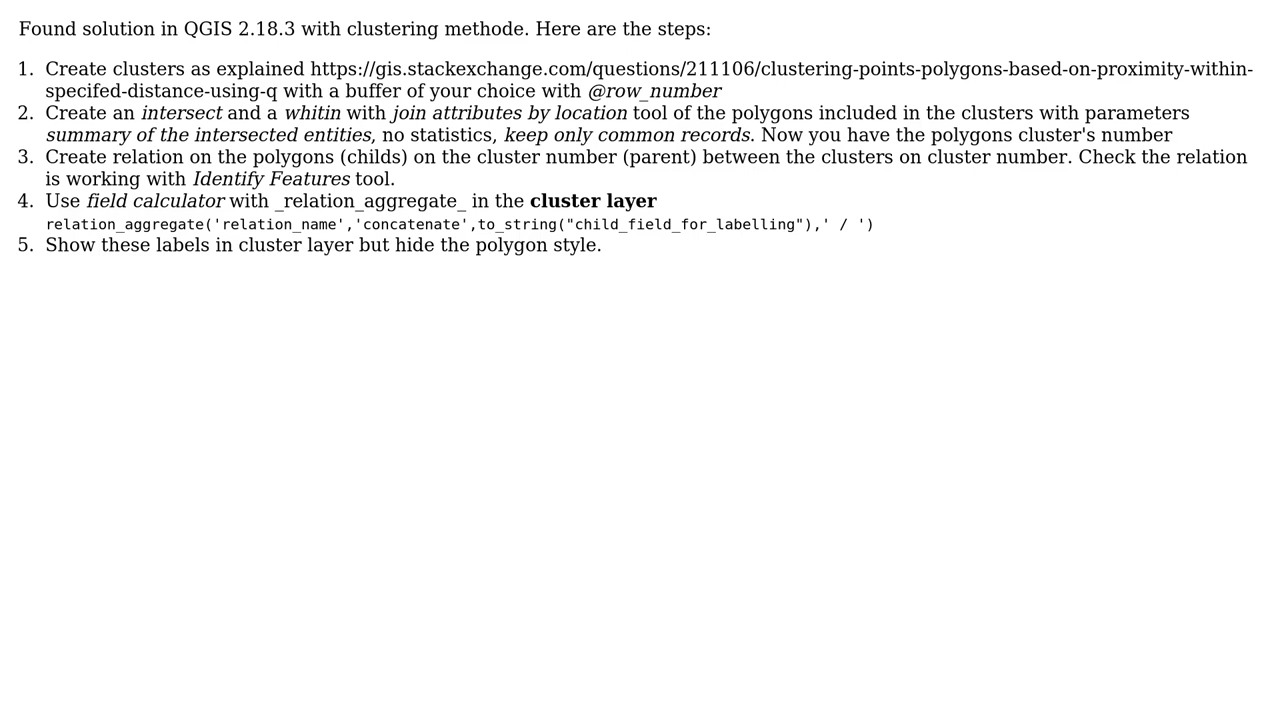 Found solution in QGIS 2.18.3 with clustering methode. Here are the steps:
1. Create clusters as explained https://gis.stackexchange.com/questions/211106/clustering-points-polygons-based-on-proximity-within-
specifed-distance-using-q with a buffer of your choice with @row_number
2. Create an intersect and a whitin with join attributes by location tool of the polygons included in the clusters with parameters
summary of the intersected entities, no statistics, keep only common records. Now you have the polygons cluster's number
3. Create relation on the polygons (childs) on the cluster number (parent) between the clusters on cluster number. Check the relation
is working with Identify Features tool.
4. Use field calculator with _relation_aggregate_ in the cluster layer
relation_aggregate('relation_name','concatenate',to_string("child_field_for_labelling"),' / ')
5. Show these labels in cluster layer but hide the polygon style.